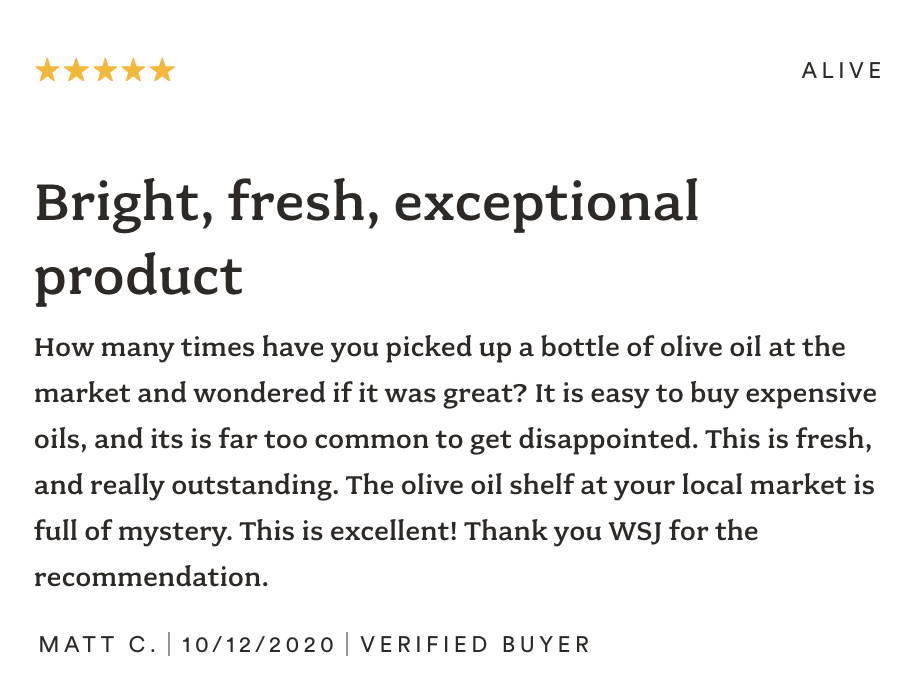 ALIVE
Bright, fresh, exceptional
product
How many times have you picked up a bottle of olive oil at the
market and wondered if it was great? It is easy to buy expensive
oils, and its is far too common to get disappointed. This is fresh,
and really outstanding. The olive oil shelf at your local market is
full of mystery. This is excellent! Thank you WSJ for the
recommendation.
MATT C. | 10/12/2020 | VERIFIED BUYER